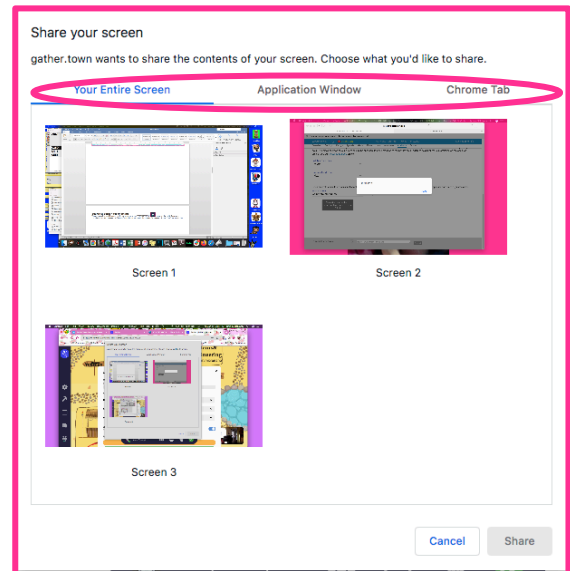 Share your screen
gather.town wants to share the contents of your screen. Choose what you'd like to share.
Your Entire Screen Application Window Chrome Tab
Screen 1 Screen 2
Screen 3
Cancel Share